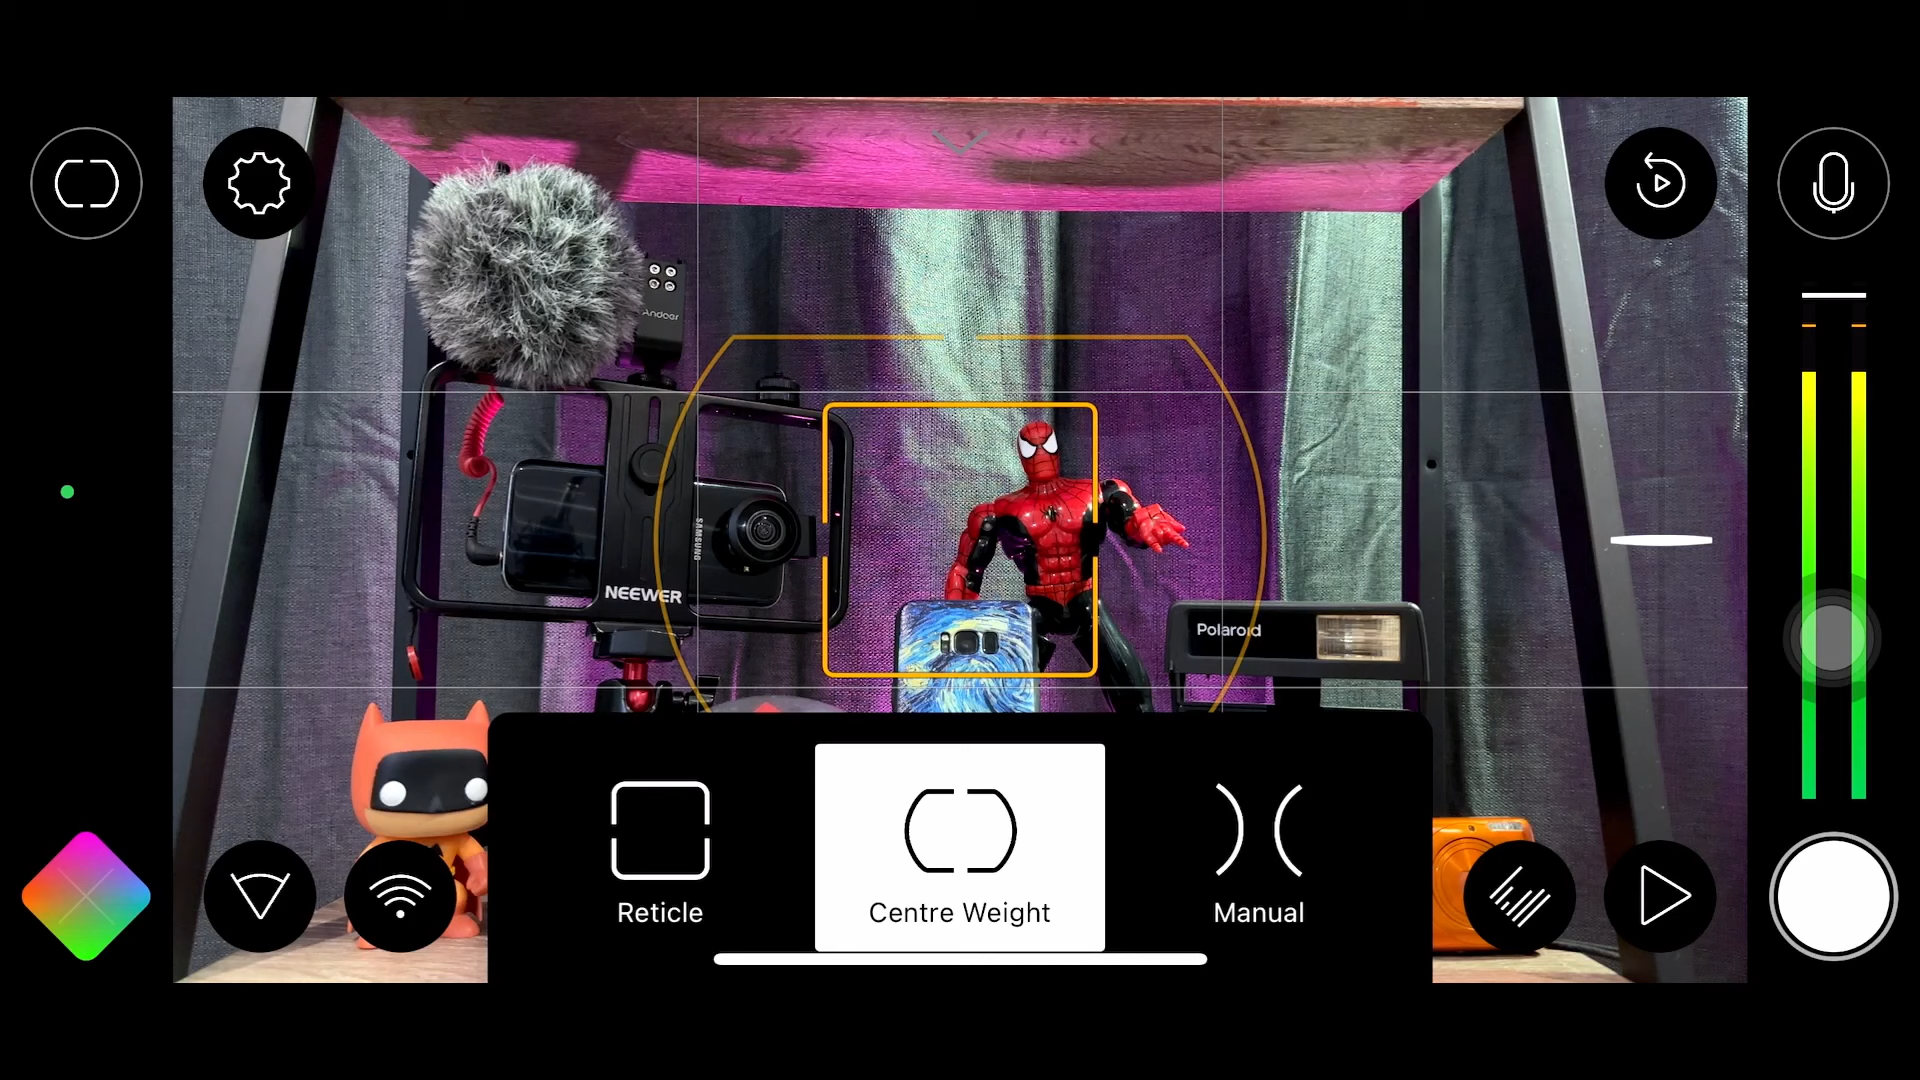 Andoer
SAMSUNG
NEEWER
Polaroid
Reticle
Centre Weight
Manual